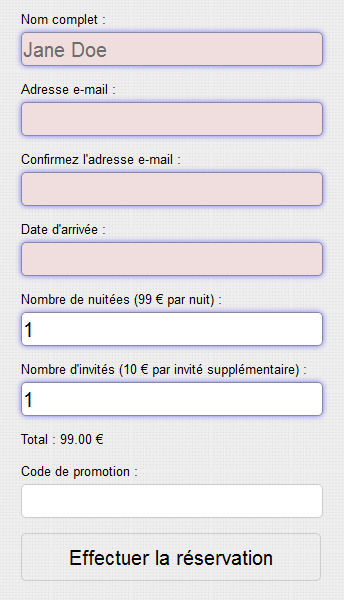 Nom complet :
Jane Doe
Adresse e-mail :
Confirmez l'adresse e-mail :
Date d'arrivée :
Nombre de nuitées (99 € par nuit) :
1
Nombre d'invités (10 € par invité supplémentaire) :
1
Total : 99.00 €
Code de promotion :
Effectuer la réservation